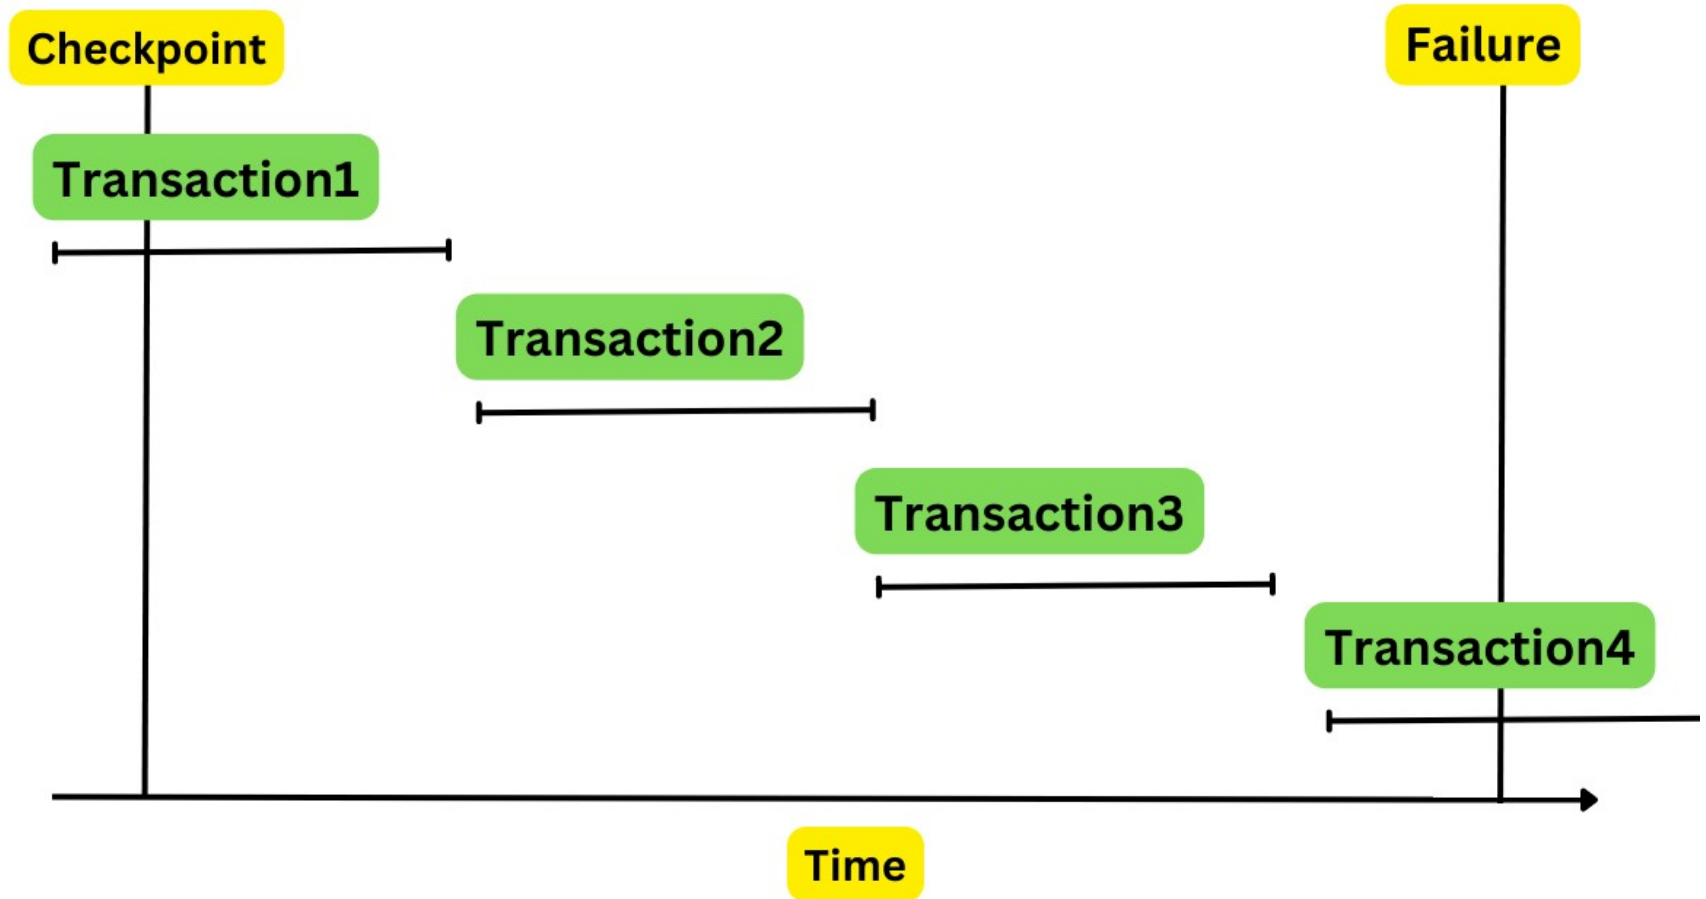 Checkpoint
Failure
Transaction1
Transaction2
Transaction3
Transaction4
Time